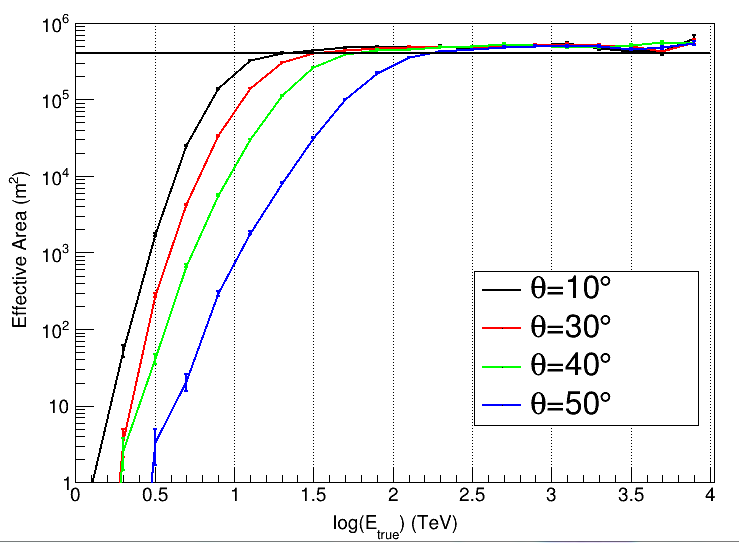 Effective Area (m²)
10⁶
10⁵
10⁴
10³
10²
10
1
0 0.5 1 1.5 2 2.5 3 3.5 4
log(E_true) (TeV)
θ=10°
θ=30°
θ=40°
θ=50°